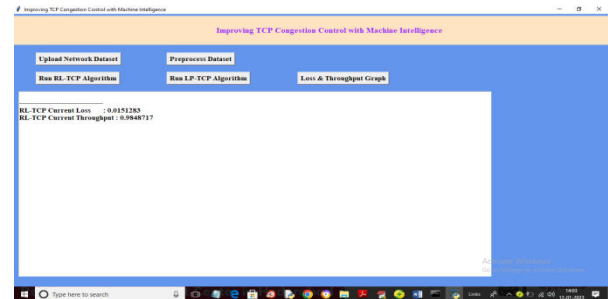 Improving TCP Congestion Control with Machine Intelligence
Improving TCP Congestion Control with Machine Intelligence
Upload Network Dataset
Preprocess Dataset
Run RL-TCP Algorithm
Run LP-TCP Algorithm
Loss & Throughput Graph
RL-TCP Current Loss : 0.0151283
RL-TCP Current Throughput : 0.9848717
Activate Windows
Type here to search
Links